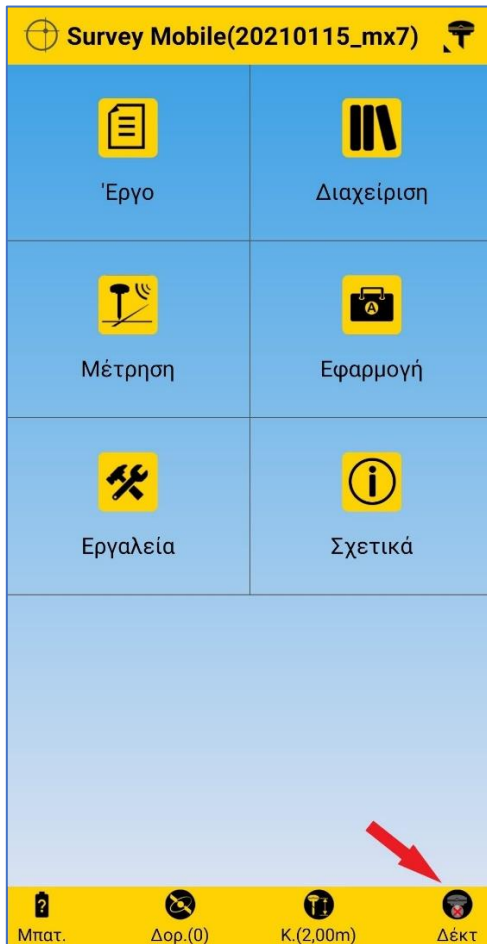 Survey Mobile(20210115_mx7)
Έργο
Διαχείριση
Μέτρηση
A
Εφαρμογή
Εργαλεία
Σχετικά
?
Μπατ.
Δορ.(0)
Κ.(2,00m)
Δέκτ